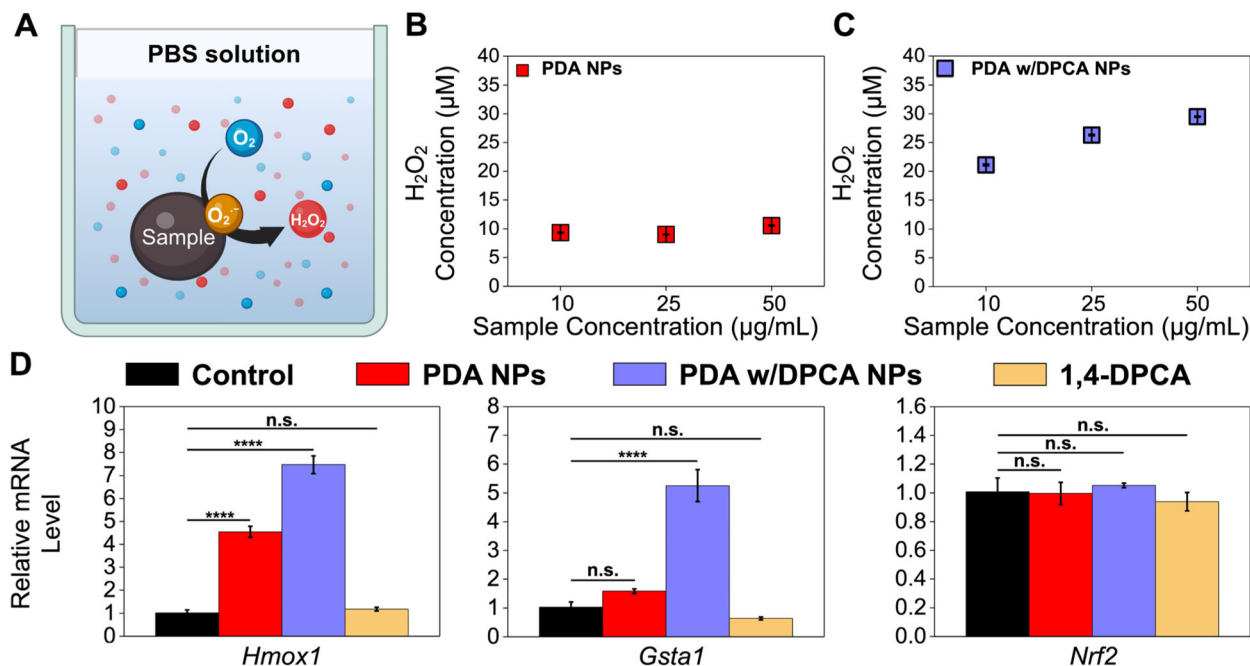 A
PBS solution
O₂
O₂·−
Sample
H₂O₂
B
40
35
30
25
20
15
10
5
0
H₂O₂
Concentration (µM)
PDA NPs
10 25 50
Sample Concentration (µg/mL)
C
40
35
30
25
20
15
10
5
0
H₂O₂
Concentration (µM)
PDA w/DPCA NPs
10 25 50
Sample Concentration (µg/mL)
D
Control PDA NPs PDA w/DPCA NPs 1,4-DPCA
Relative mRNA
Level
10
9
8
7
6
5
4
3
2
1
0
n.s.
****
****
Hmox1
8
7
6
5
4
3
2
1
0
n.s.
****
n.s.
Gsta1
1.6
1.4
1.2
1.0
0.8
0.6
0.4
0.2
0.0
n.s.
n.s.
n.s.
Nrf2